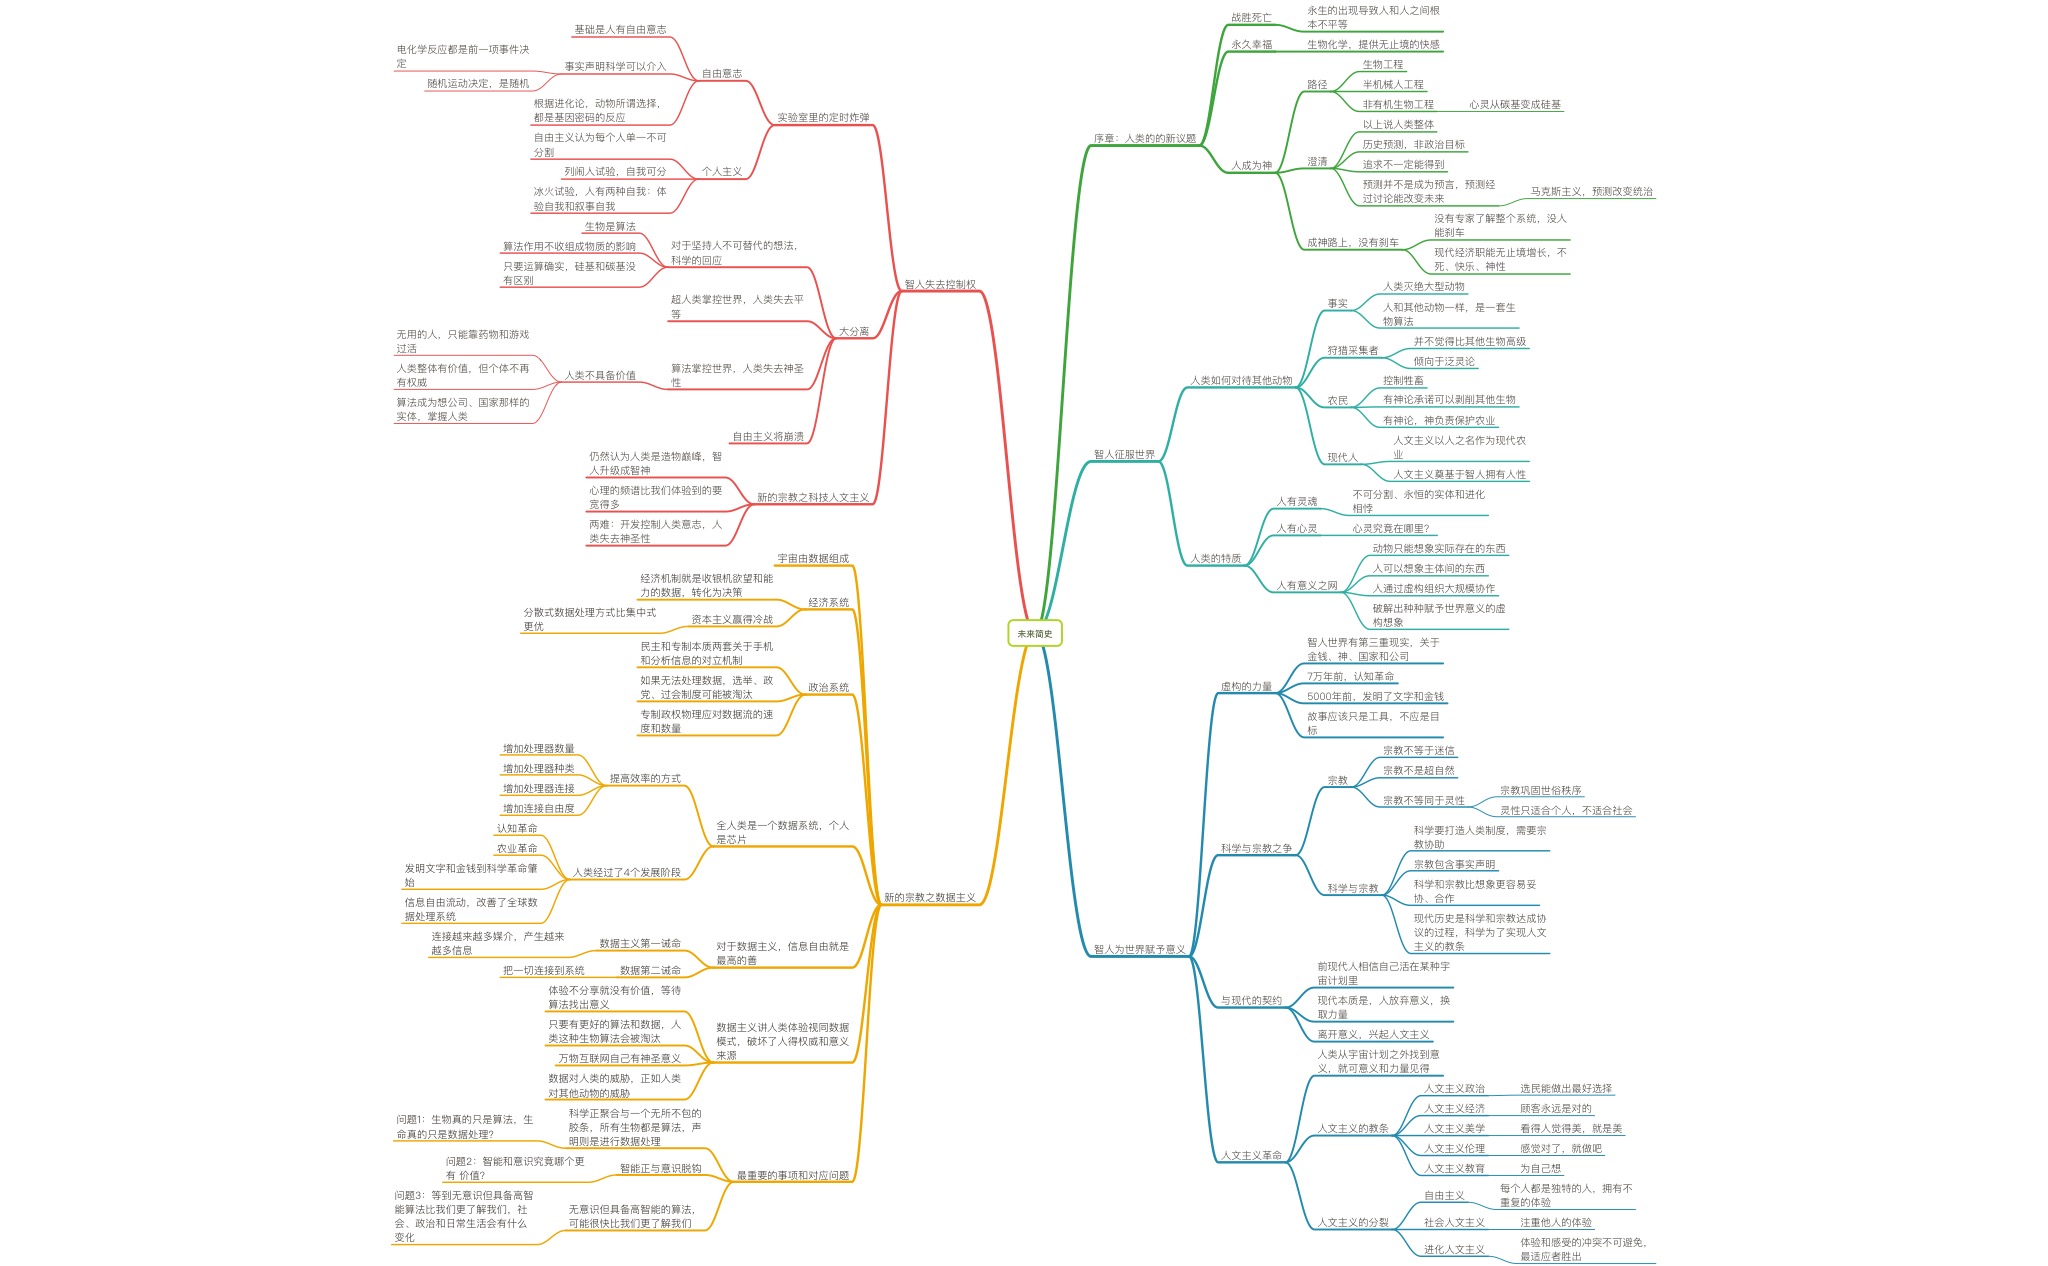 未来简史
序章：人类的的新议题
战胜死亡
永生的出现导致人和人之间根
本不平等
永久幸福
生物化学，提供无止境的快感
人成为神
路径
生物工程
半机械人工程
非有机生物工程
心灵从碳基变成硅基
澄清
以上说人类整体
历史预测，非政治目标
追求不一定能得到
预测并不是成为预言，预测经
过讨论能改变未来
马克斯主义，预测改变统治
成神路上，没有刹车
没有专家了解整个系统，没人
能刹车
现代经济职能无止境增长，不
死、快乐、神性
智人征服世界
人类如何对待其他动物
事实
人类灭绝大型动物
人和其他动物一样，是一套生
物算法
狩猎采集者
并不觉得比其他生物高级
倾向于泛灵论
农民
控制牲畜
有神论承诺可以剥削其他生物
有神论，神负责保护农业
现代人
人文主义以人之名作为现代农
业
人文主义奠基于智人拥有人性
人类的特质
人有灵魂
不可分割、永恒的实体和进化
相悖
人有心灵
心灵究竟在哪里？
人有意义之网
动物只能想象实际存在的东西
人可以想象主体间的东西
人通过虚构组织大规模协作
破解出种种赋予世界意义的虚
构想象
智人为世界赋予意义
虚构的力量
智人世界有第三重现实，关于
金钱、神、国家和公司
7万年前，认知革命
5000年前，发明了文字和金钱
故事应该只是工具，不应是目
标
科学与宗教之争
宗教
宗教不等于迷信
宗教不是超自然
宗教不等同于灵性
宗教巩固世俗秩序
灵性只适合个人，不适合社会
科学与宗教
科学要打造人类制度，需要宗
教协助
宗教包含事实声明
科学和宗教比想象更容易妥
协、合作
现代历史是科学和宗教达成协
议的过程，科学为了实现人文
主义的教条
与现代的契约
前现代人相信自己活在某种宇
宙计划里
现代本质是，人放弃意义，换
取力量
离开意义，兴起人文主义
人文主义革命
人类从宇宙计划之外找到意
义，就可意义和力量见得
人文主义的教条
人文主义政治
选民能做出最好选择
人文主义经济
顾客永远是对的
人文主义美学
看得人觉得美，就是美
人文主义伦理
感觉对了，就做吧
人文主义教育
为自己想
人文主义的分裂
自由主义
每个人都是独特的人，拥有不
重复的体验
社会人文主义
注重他人的体验
进化人文主义
体验和感受的冲突不可避免，
最适应者胜出
智人失去控制权
实验室里的定时炸弹
自由意志
基础是人有自由意志
事实声明科学可以介入
电化学反应都是前一项事件决
定
随机运动决定，是随机
根据进化论，动物所谓选择，
都是基因密码的反应
个人主义
自由主义认为每个人单一不可
分割
列闹人试验，自我可分
冰火试验，人有两种自我：体
验自我和叙事自我
大分离
对于坚持人不可替代的想法，
科学的回应
生物是算法
算法作用不收组成物质的影响
只要运算确实，硅基和碳基没
有区别
超人类掌控世界，人类失去平
等
算法掌控世界，人类失去神圣
性
人类不具备价值
无用的人，只能靠药物和游戏
过活
人类整体有价值，但个体不再
有权威
算法成为想公司、国家那样的
实体，掌握人类
自由主义将崩溃
新的宗教之科技人文主义
仍然认为人类是造物巅峰，智
人升级成智神
心理的频谱比我们体验到的要
宽得多
两难：开发控制人类意志，人
类失去神圣性
新的宗教之数据主义
宇宙由数据组成
经济系统
经济机制就是收银机欲望和能
力的数据，转化为决策
资本主义赢得冷战
分散式数据处理方式比集中式
更优
政治系统
民主和专制本质两套关于手机
和分析信息的对立机制
如果无法处理数据，选举、政
党、过会制度可能被淘汰
专制政权物理应对数据流的速
度和数量
全人类是一个数据系统，个人
是芯片
提高效率的方式
增加处理器数量
增加处理器种类
增加处理器连接
增加连接自由度
人类经过了4个发展阶段
认知革命
农业革命
发明文字和金钱到科学革命肇
始
信息自由流动，改善了全球数
据处理系统
对于数据主义，信息自由就是
最高的善
数据主义第一诫命
连接越来越多媒介，产生越来
越多信息
数据第二诫命
把一切连接到系统
数据主义讲人类体验视同数据
模式，破坏了人得权威和意义
来源
体验不分享就没有价值，等待
算法找出意义
只要有更好的算法和数据，人
类这种生物算法会被淘汰
万物互联网自己有神圣意义
数据对人类的威胁，正如人类
对其他动物的威胁
最重要的事项和对应问题
科学正聚合与一个无所不包的
胶条，所有生物都是算法，声
明则是进行数据处理
问题1：生物真的只是算法，生
命真的只是数据处理？
智能正与意识脱钩
问题2：智能和意识究竟哪个更
有 价值？
无意识但具备高智能的算法，
可能很快比我们更了解我们
问题3：等到无意识但具备高智
能算法比我们更了解我们，社
会、政治和日常生活会有什么
变化